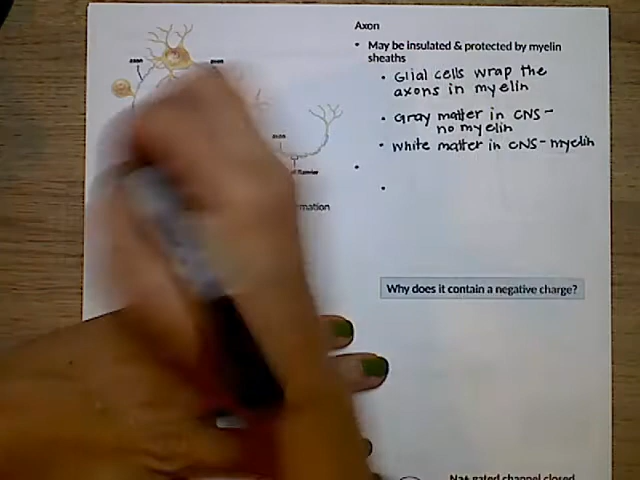 Axon
• May be insulated & protected by myelin
sheaths
• Glial cells wrap the
axons in myelin
• Gray matter in CNS-
no myelin
• White matter in CNS - myelin
axon
axon
axon
mation
Why does it contain a negative charge?
Na+ gated channel closed